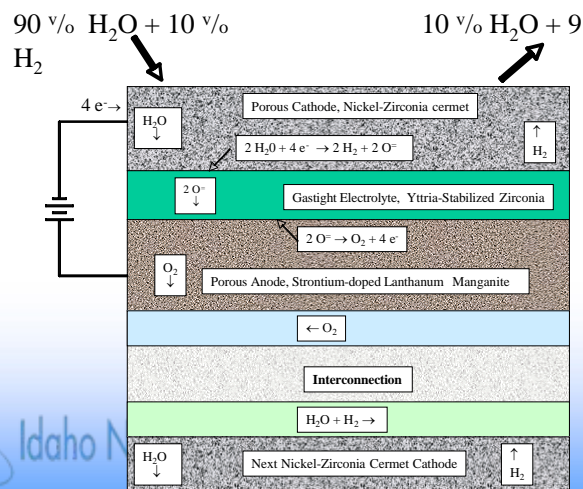 90 v/o H₂O + 10 v/o
H₂
10 v/o H₂O + 9
4 e⁻→
H₂O
↓
Porous Cathode, Nickel-Zirconia cermet
↑
H₂
2 H₂0 + 4 e⁻ → 2 H₂ + 2 O⁼
2 O⁼
↓
Gastight Electrolyte, Yttria-Stabilized Zirconia
2 O⁼ → O₂ + 4 e⁻
O₂
↓
Porous Anode, Strontium-doped Lanthanum Manganite
← O₂
Interconnection
H₂O + H₂ →
Idaho N
H₂O
↓
Next Nickel-Zirconia Cermet Cathode
↑
H₂